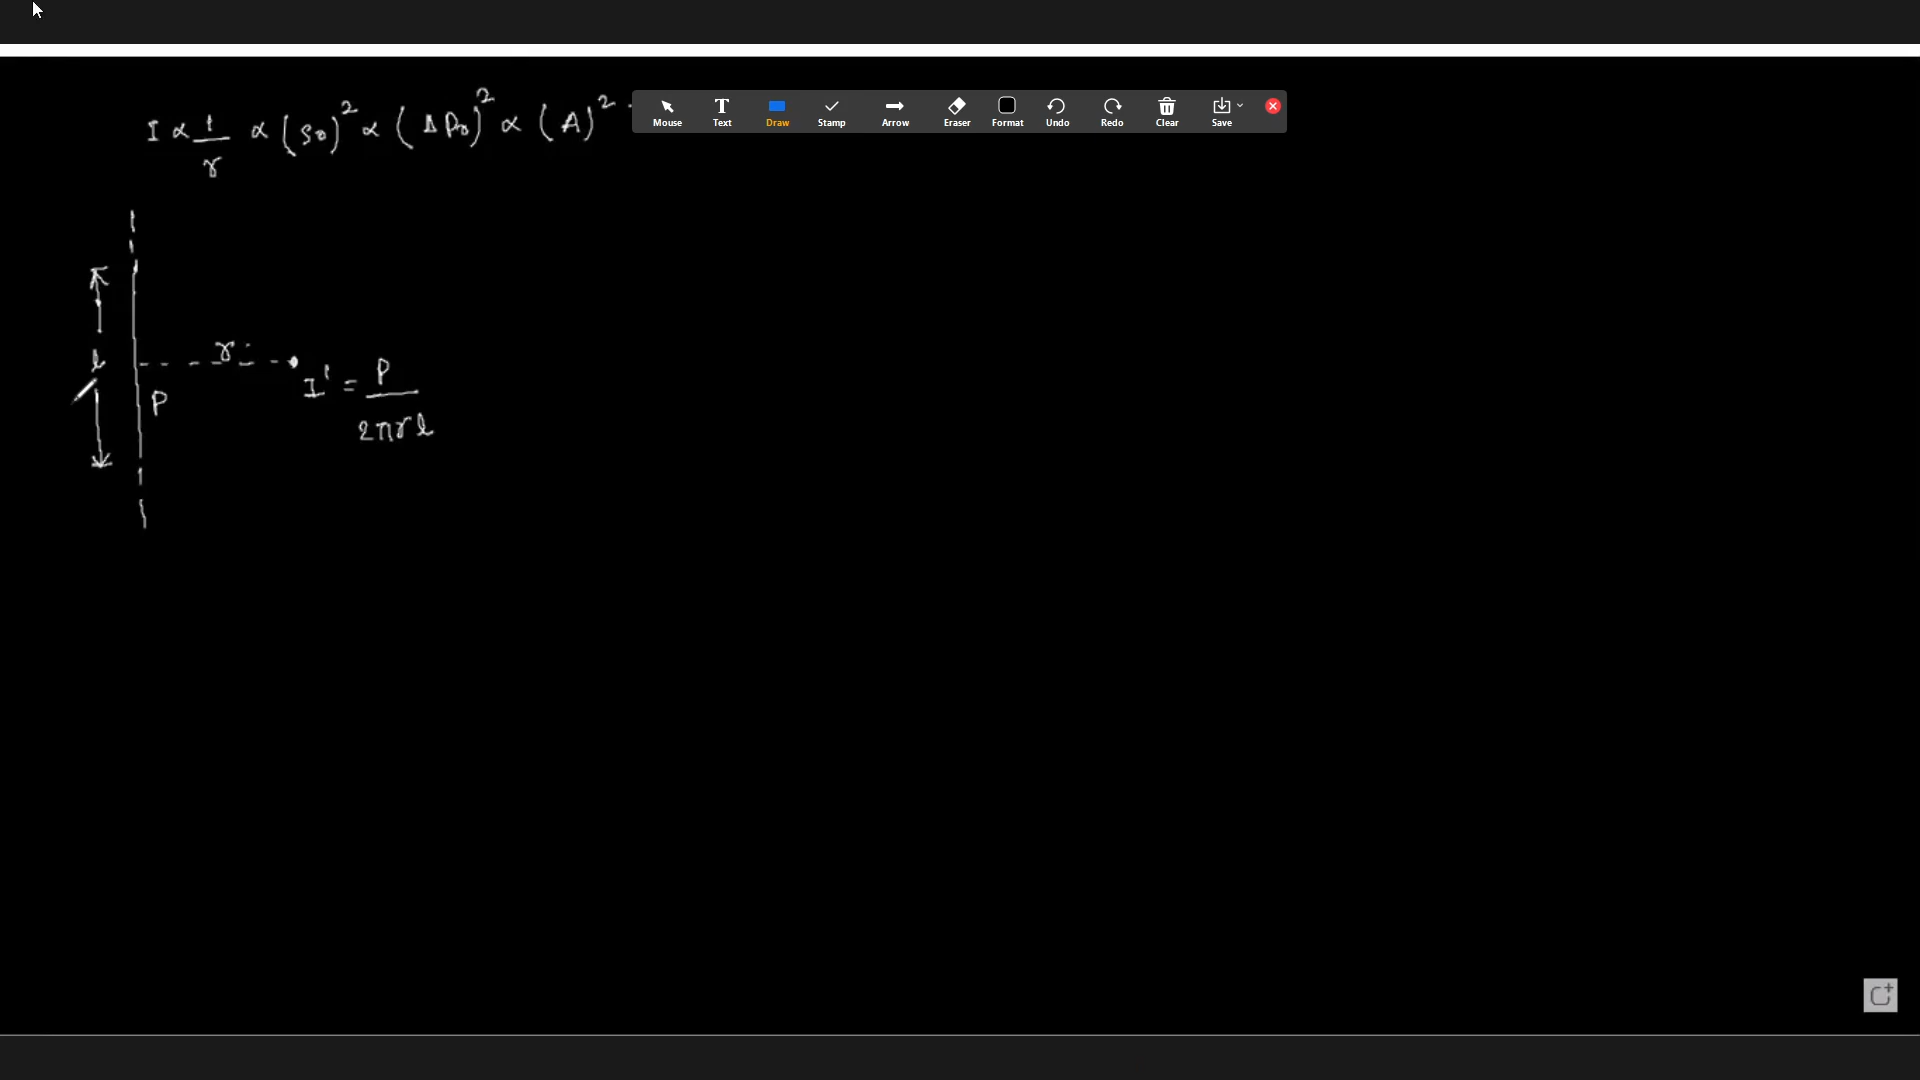 I ∝ 1/r ∝ (s₀)² ∝ (ΔP₀)² ∝ (A)²
Mouse Text Draw Stamp Arrow Eraser Format Undo Redo Clear Save
l
r
P
I' = P/2πrl